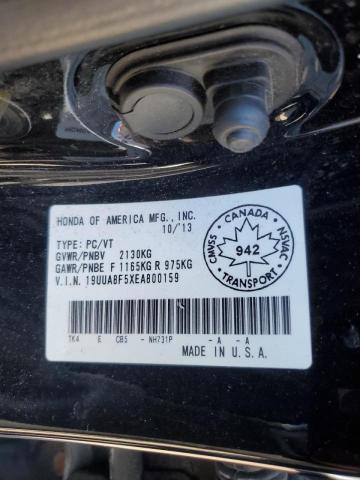 HONDA OF AMERICA MFG., INC.
10/13
TYPE: PC/VT
GVWR/PNBV 2130KG
GAWR/PNBE F 1165KG R 975KG
V.I.N. 19UUA8F5XEA800159
CANADA
CMVSS 942 NSVAC
TRANSPORT
TK4 E CB5 - NH731P - A - A
MADE IN U.S.A.